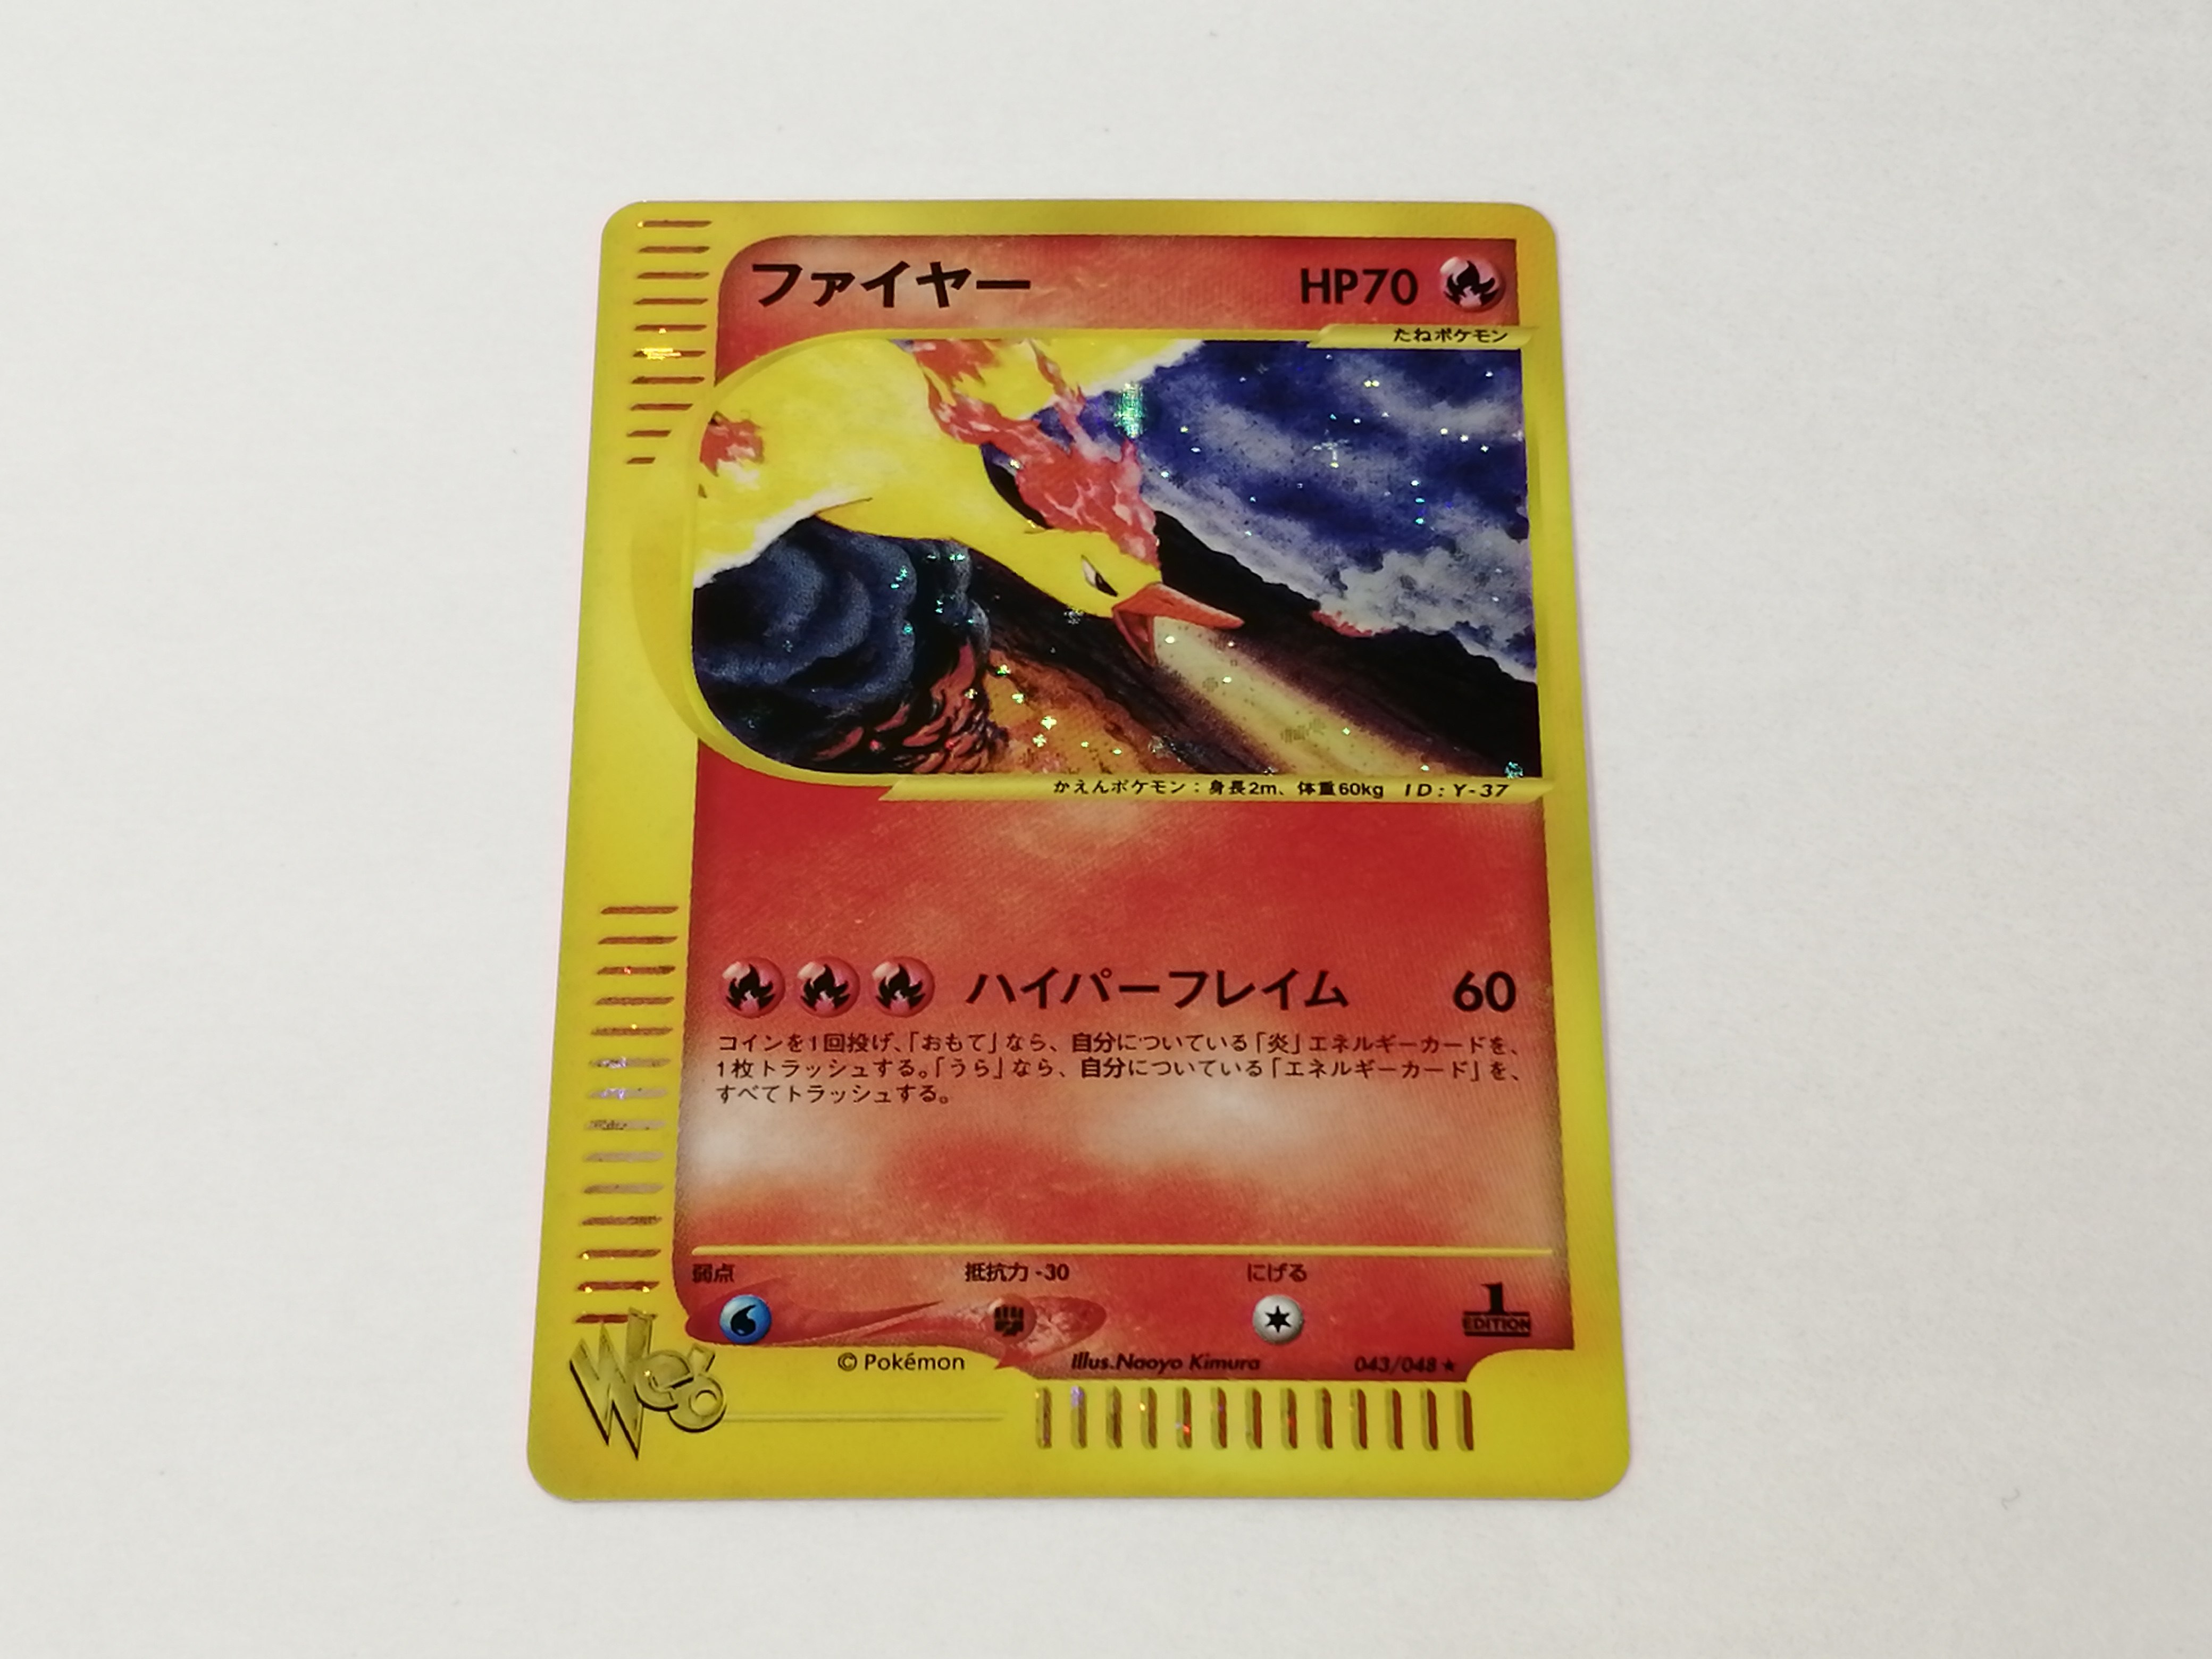 ファイヤー HP70
たねポケモン
かえんポケモン：身長2m、体重60kg ID:Y-37
ハイパーフレイム 60
コインを1回投げ、「おもて」なら、自分についている「炎」エネルギーカードを、
1枚トラッシュする。「うら」なら、自分についている「エネルギーカード」を、
すべてトラッシュする。
弱点 抵抗力 -30 にげる
1
EDITION
Web
© Pokémon Illus.Naoyo Kimura 043/048 ★